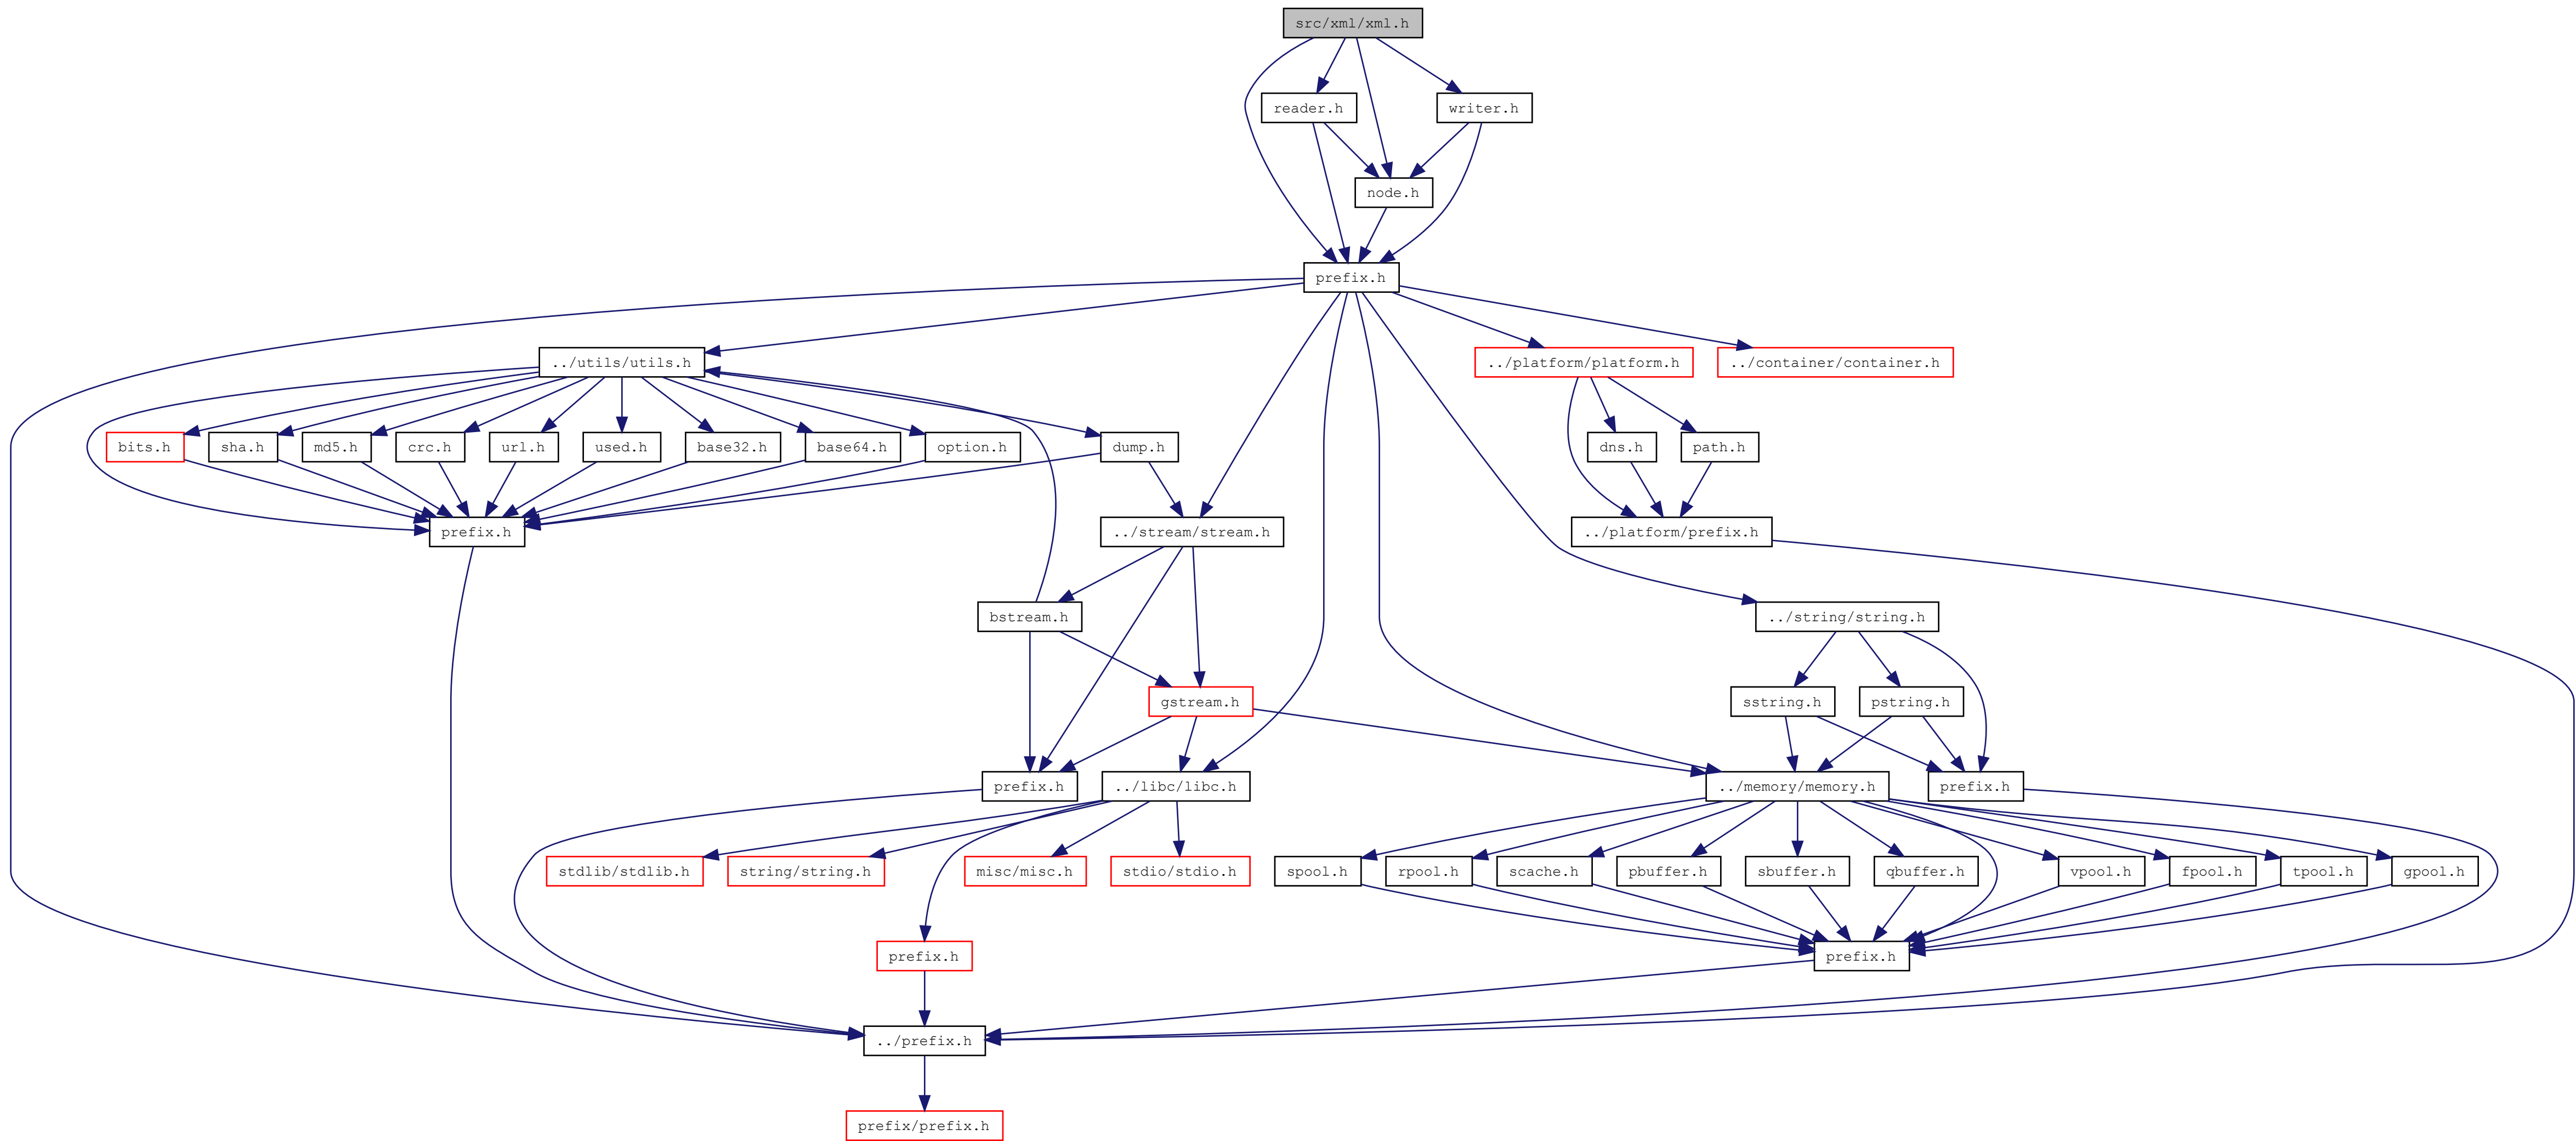 src/xml/xml.h
reader.h
writer.h
node.h
prefix.h
../utils/utils.h
../platform/platform.h
../container/container.h
bits.h
sha.h
md5.h
crc.h
url.h
used.h
base32.h
base64.h
option.h
dump.h
dns.h
path.h
prefix.h
../stream/stream.h
../platform/prefix.h
bstream.h
../string/string.h
gstream.h
sstring.h
pstring.h
prefix.h
../libc/libc.h
../memory/memory.h
prefix.h
stdlib/stdlib.h
string/string.h
misc/misc.h
stdio/stdio.h
spool.h
rpool.h
scache.h
pbuffer.h
sbuffer.h
qbuffer.h
vpool.h
fpool.h
tpool.h
gpool.h
prefix.h
prefix.h
../prefix.h
prefix/prefix.h